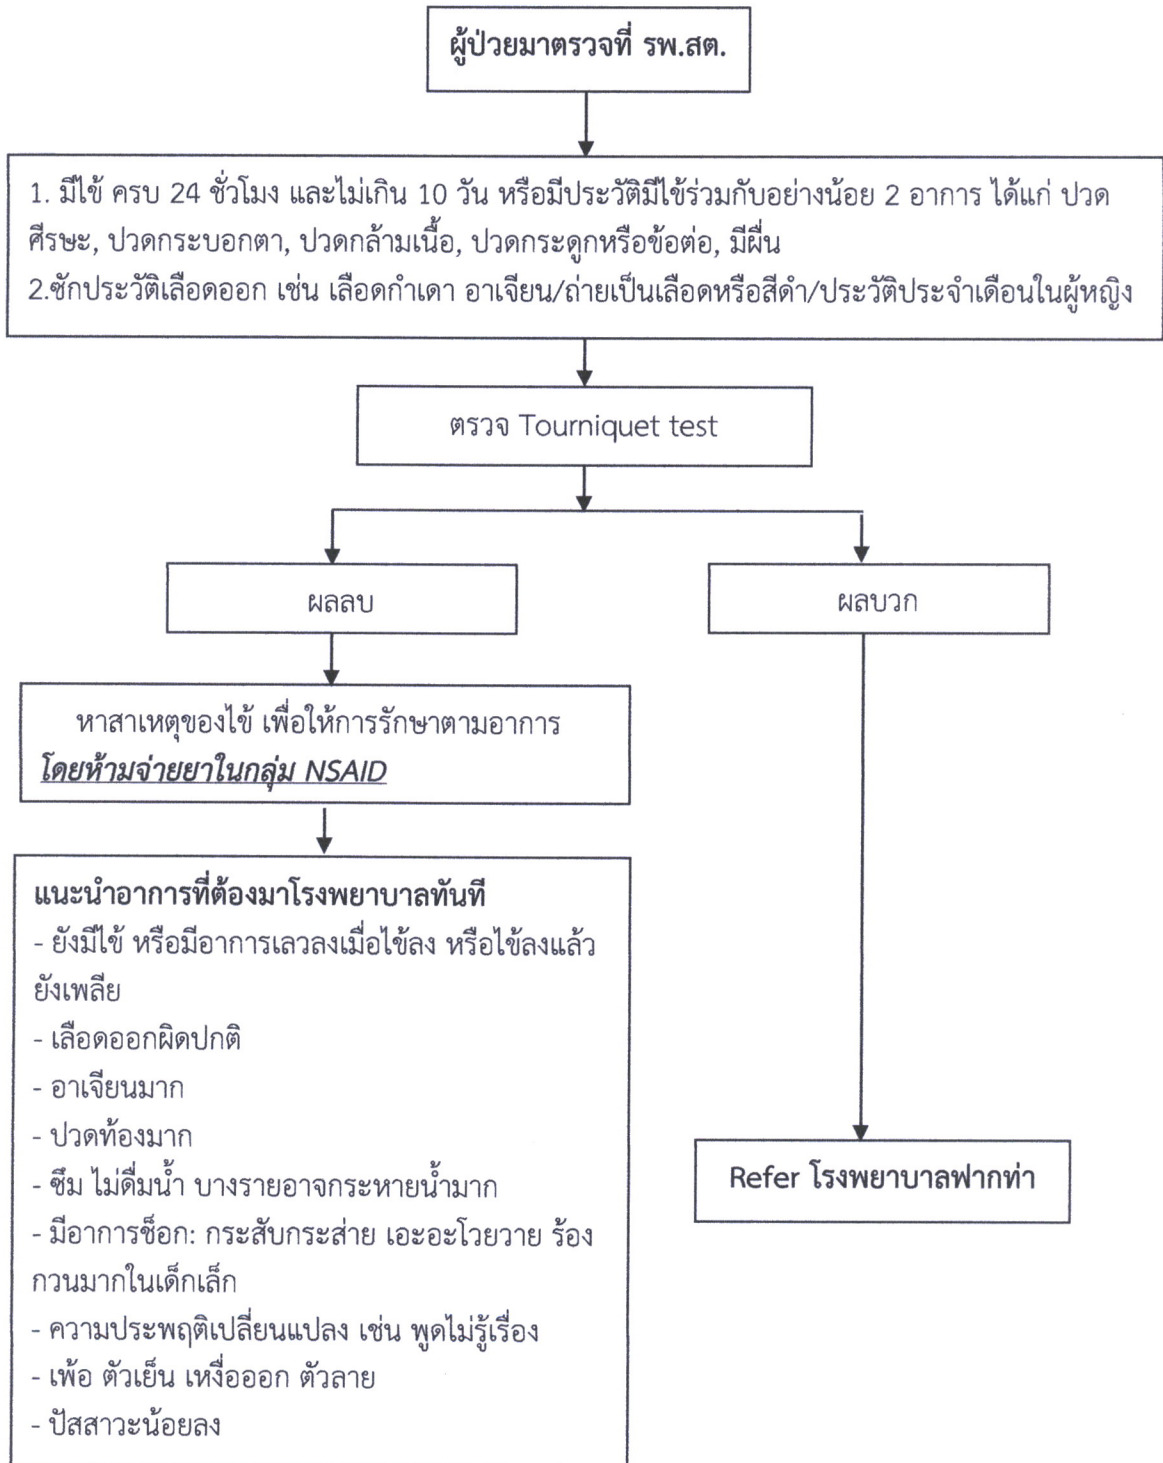 ผู้ป่วยมาตรวจที่ รพ.สต.
1. มีไข้ ครบ 24 ชั่วโมง และไม่เกิน 10 วัน หรือมีประวัติมีไข้ร่วมกับอย่างน้อย 2 อาการ ได้แก่ ปวด
ศีรษะ, ปวดกระบอกตา, ปวดกล้ามเนื้อ, ปวดกระดูกหรือข้อต่อ, มีผื่น
2.ซักประวัติเลือดออก เช่น เลือดกำเดา อาเจียน/ถ่ายเป็นเลือดหรือสีดำ/ประวัติประจำเดือนในผู้หญิง
ตรวจ Tourniquet test
ผลลบ
ผลบวก
หาสาเหตุของไข้ เพื่อให้การรักษาตามอาการ
โดยห้ามจ่ายยาในกลุ่ม NSAID
แนะนำอาการที่ต้องมาโรงพยาบาลทันที
- ยังมีไข้ หรือมีอาการเลวลงเมื่อไข้ลง หรือไข้ลงแล้ว
ยังเพลีย
- เลือดออกผิดปกติ
- อาเจียนมาก
- ปวดท้องมาก
- ซึม ไม่ดื่มน้ำ บางรายอาจกระหายน้ำมาก
- มีอาการช็อก: กระสับกระส่าย เอะอะโวยวาย ร้อง
กวนมากในเด็กเล็ก
- ความประพฤติเปลี่ยนแปลง เช่น พูดไม่รู้เรื่อง
- เพ้อ ตัวเย็น เหงื่อออก ตัวลาย
- ปัสสาวะน้อยลง
Refer โรงพยาบาลฟากท่า